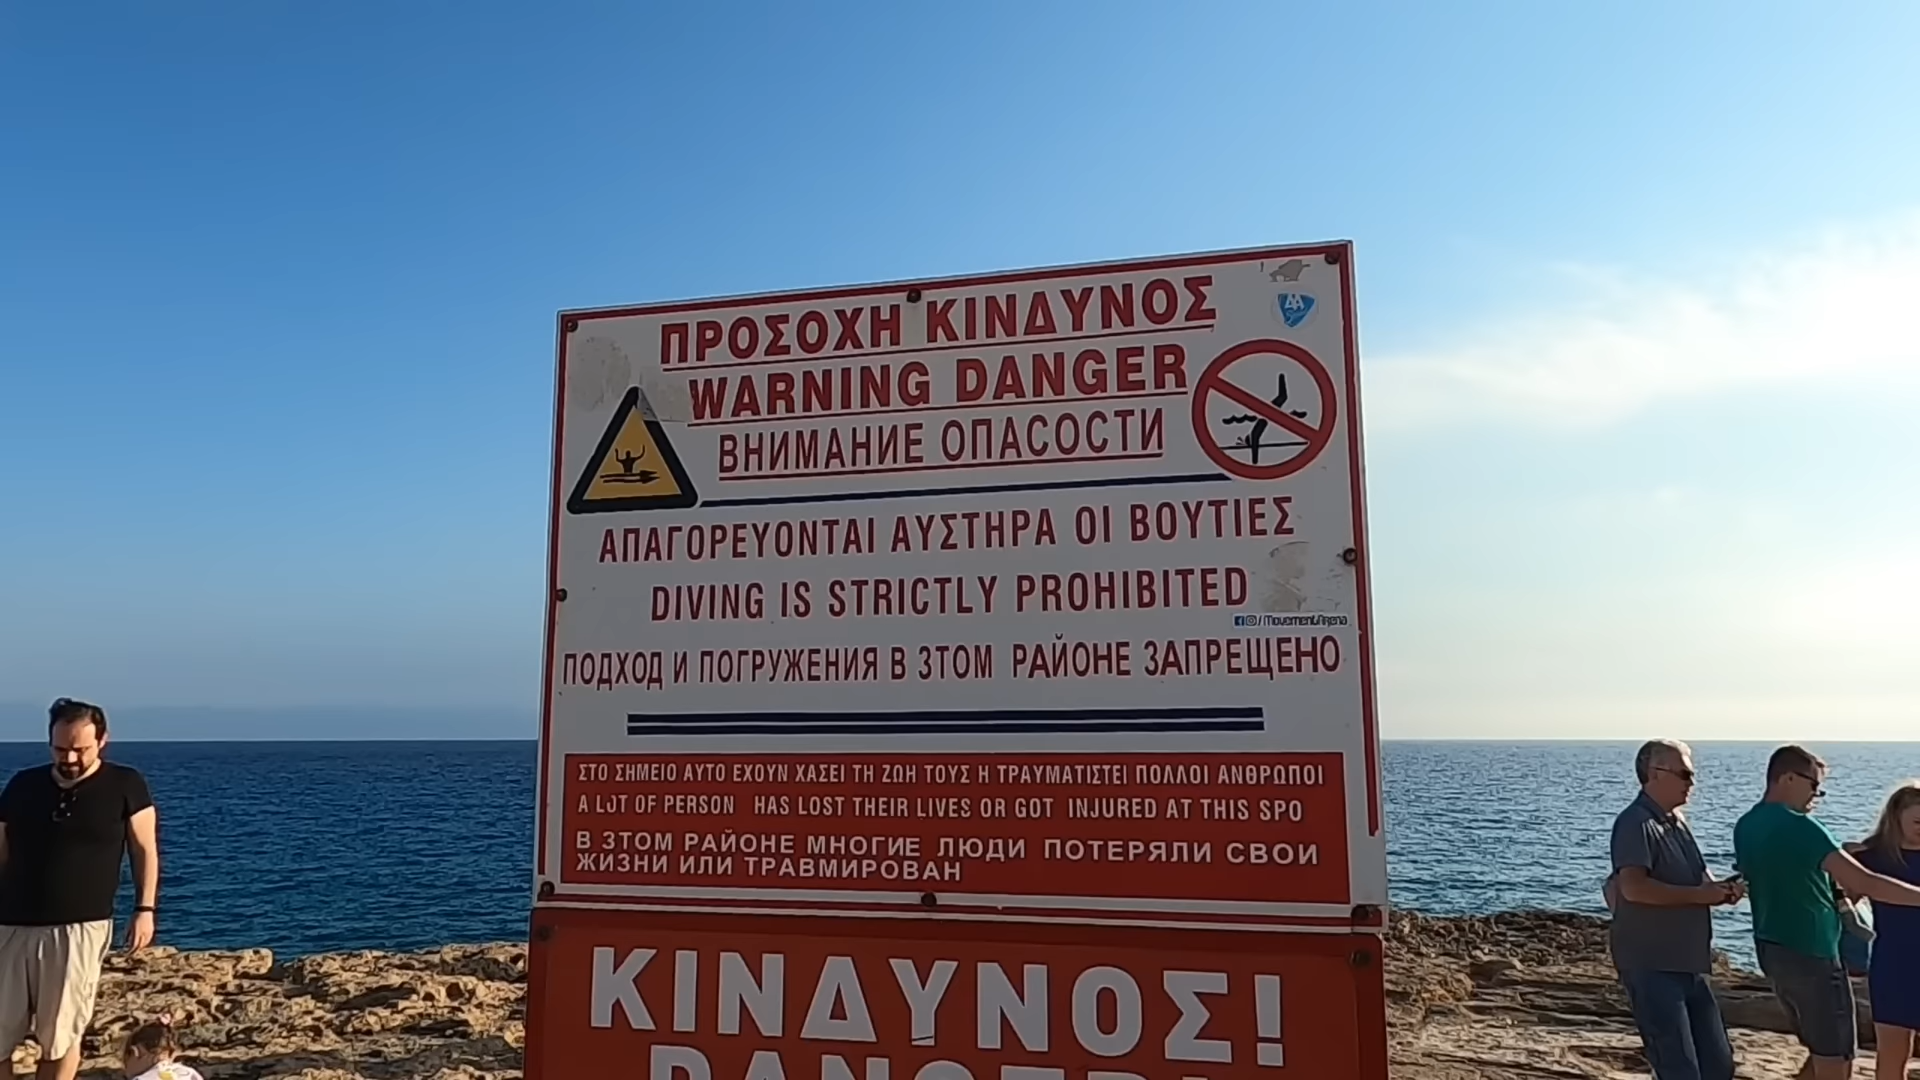 ΠΡΟΣΟΧΗ ΚΙΝΔΥΝΟΣ
WARNING DANGER
ВНИМАНИЕ ОПАСОСТИ
ΑΠΑΓΟΡΕΥΟΝΤΑΙ ΑΥΣΤΗΡΑ ΟΙ ΒΟΥΤΙΕΣ
DIVING IS STRICTLY PROHIBITED
/MovementArena
ПОДХОД И ПОГРУЖЕНИЯ В ЗТОМ РАЙОНЕ ЗАПРЕЩЕНО
ΣΤΟ ΣΗΜΕΙΟ ΑΥΤΟ ΕΧΟΥΝ ΧΑΣΕΙ ΤΗ ΖΩΗ ΤΟΥΣ Η ΤΡΑΥΜΑΤΙΣΤΕΙ ΠΟΛΛΟΙ ΑΝΘΡΩΠΟΙ
A LOT OF PERSON HAS LOST THEIR LIVES OR GOT INJURED AT THIS SPO
В ЗТОМ РАЙОНЕ МНОГИЕ ЛЮДИ ПОТЕРЯЛИ СВОИ
ЖИЗНИ ИЛИ ТРАВМИРОВАН
ΚΙΝΔΥΝΟΣ!
DANGER!